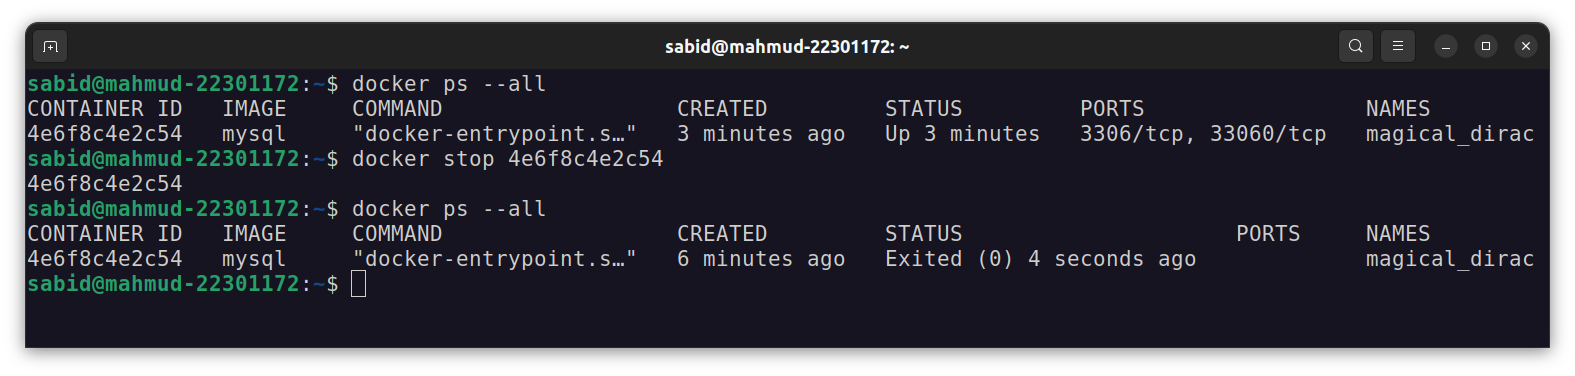 sabid@mahmud-22301172: ~
sabid@mahmud-22301172:~$ docker ps --all
CONTAINER ID   IMAGE     COMMAND                  CREATED         STATUS         PORTS                 NAMES
4e6f8c4e2c54   mysql     "docker-entrypoint.s…"   3 minutes ago   Up 3 minutes   3306/tcp, 33060/tcp   magical_dirac
sabid@mahmud-22301172:~$ docker stop 4e6f8c4e2c54
4e6f8c4e2c54
sabid@mahmud-22301172:~$ docker ps --all
CONTAINER ID   IMAGE     COMMAND                  CREATED         STATUS                     PORTS     NAMES
4e6f8c4e2c54   mysql     "docker-entrypoint.s…"   6 minutes ago   Exited (0) 4 seconds ago             magical_dirac
sabid@mahmud-22301172:~$